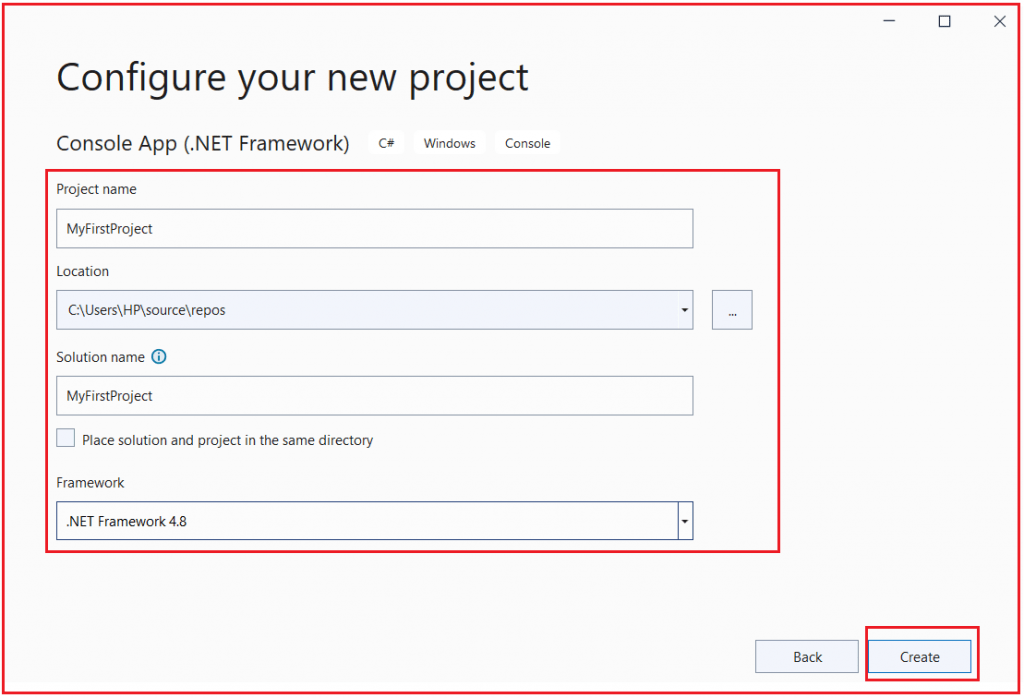 Configure your new project
Console App (.NET Framework) C# Windows Console
Project name
MyFirstProject
Location
C:\Users\HP\source\repos
...
Solution name
MyFirstProject
Place solution and project in the same directory
Framework
.NET Framework 4.8
Back Create